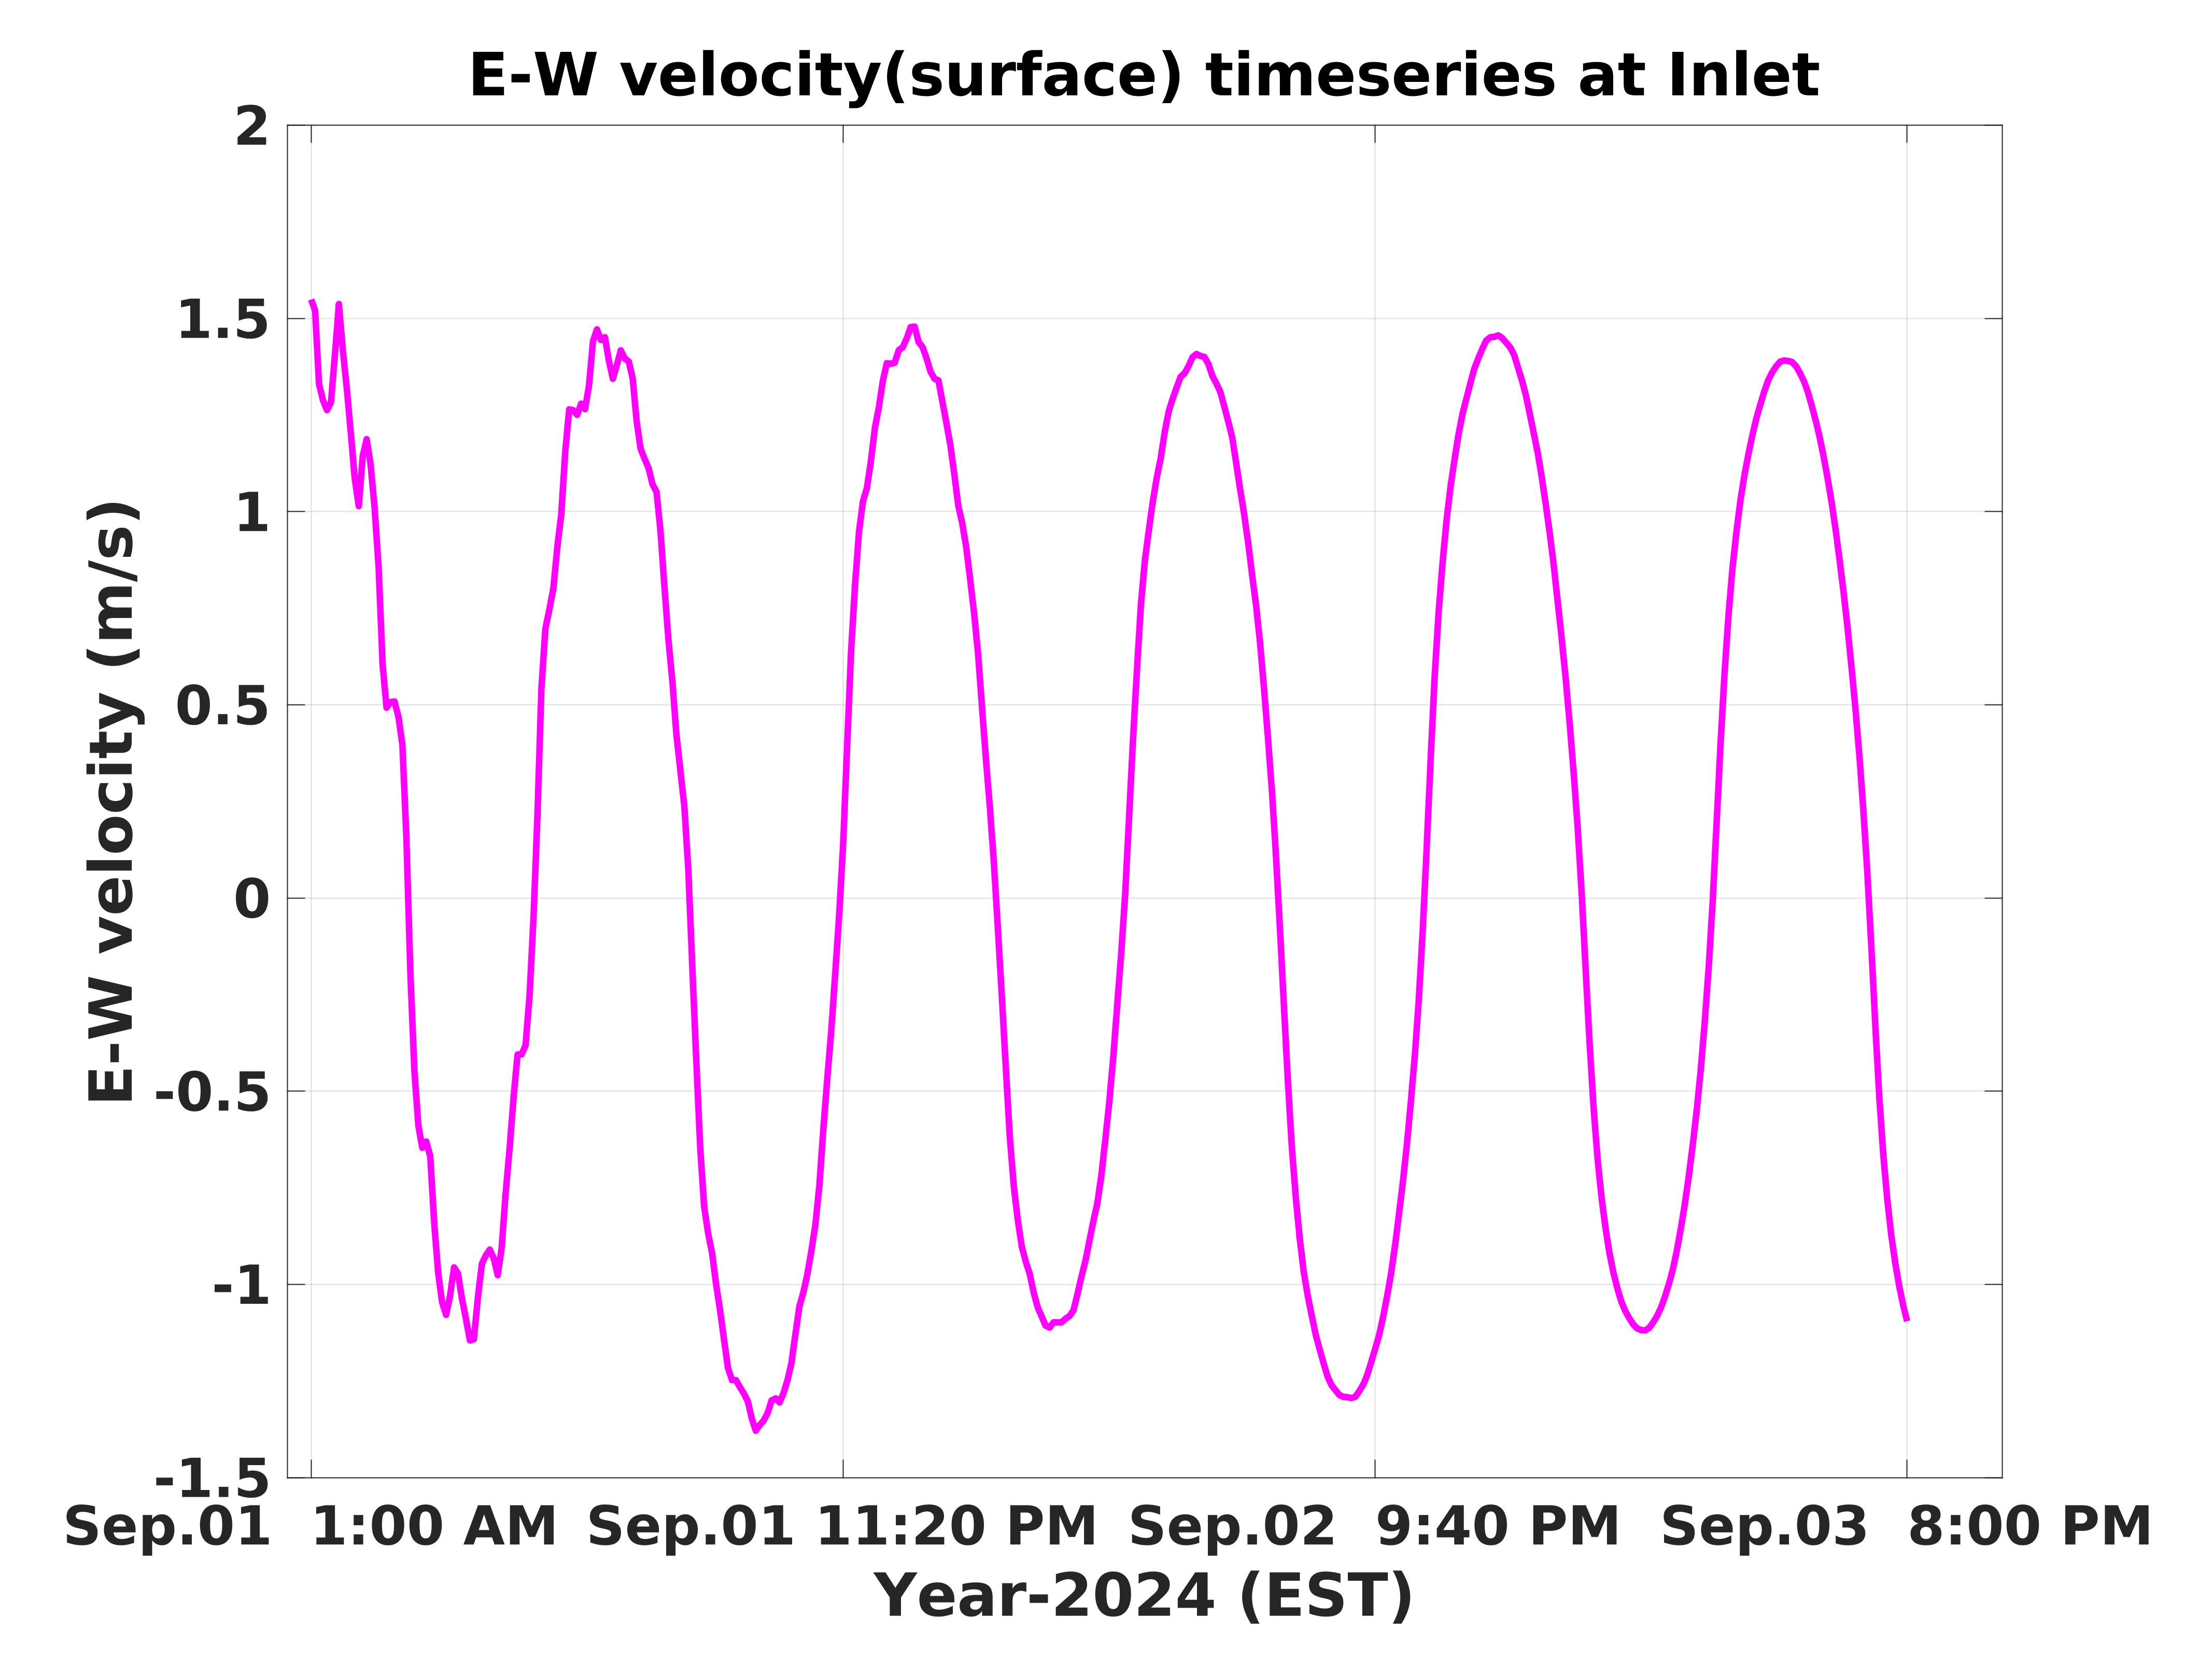 E-W velocity(surface) timeseries at Inlet
E-W velocity (m/s)
2
1.5
1
0.5
0
-0.5
-1
-1.5
Sep.01 1:00 AM Sep.01 11:20 PM Sep.02 9:40 PM Sep.03 8:00 PM
Year-2024 (EST)